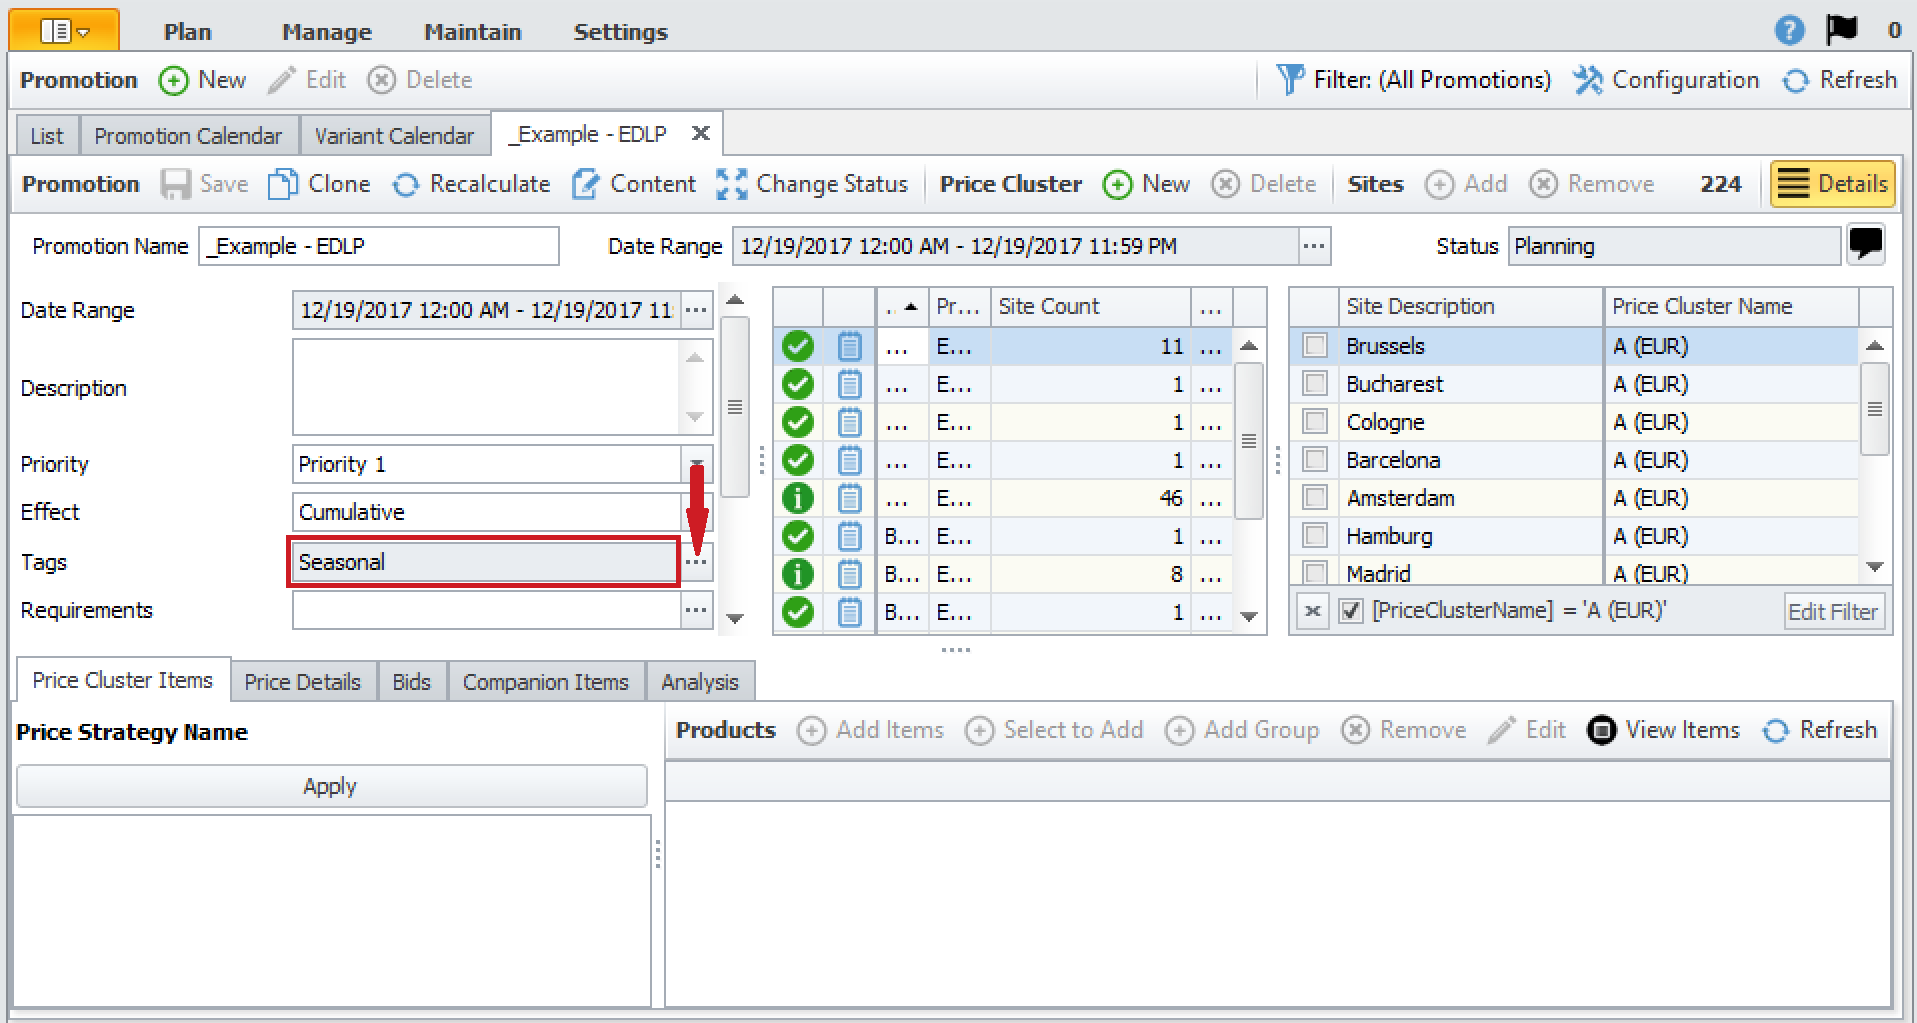 Plan Manage Maintain Settings 0
Promotion New Edit Delete Filter: (All Promotions) Configuration Refresh
List Promotion Calendar Variant Calendar _Example - EDLP
Promotion Save Clone Recalculate Content Change Status Price Cluster New Delete Sites Add Remove 224 Details
Promotion Name _Example - EDLP Date Range 12/19/2017 12:00 AM - 12/19/2017 11:59 PM ... Status Planning
Date Range 12/19/2017 12:00 AM - 12/19/2017 11: ...
Description
Priority Priority 1
Effect Cumulative
Tags Seasonal ...
Requirements ...
.. Pr... Site Count ...
... E... 11 ...
... E... 1 ...
... E... 1 ...
... E... 1 ...
... E... 46 ...
B... E... 1 ...
B... E... 8 ...
B... E... 1 ...
Site Description Price Cluster Name
Brussels A (EUR)
Bucharest A (EUR)
Cologne A (EUR)
Barcelona A (EUR)
Amsterdam A (EUR)
Hamburg A (EUR)
Madrid A (EUR)
[PriceClusterName] = 'A (EUR)' Edit Filter
Price Cluster Items Price Details Bids Companion Items Analysis
Price Strategy Name
Apply
Products Add Items Select to Add Add Group Remove Edit View Items Refresh